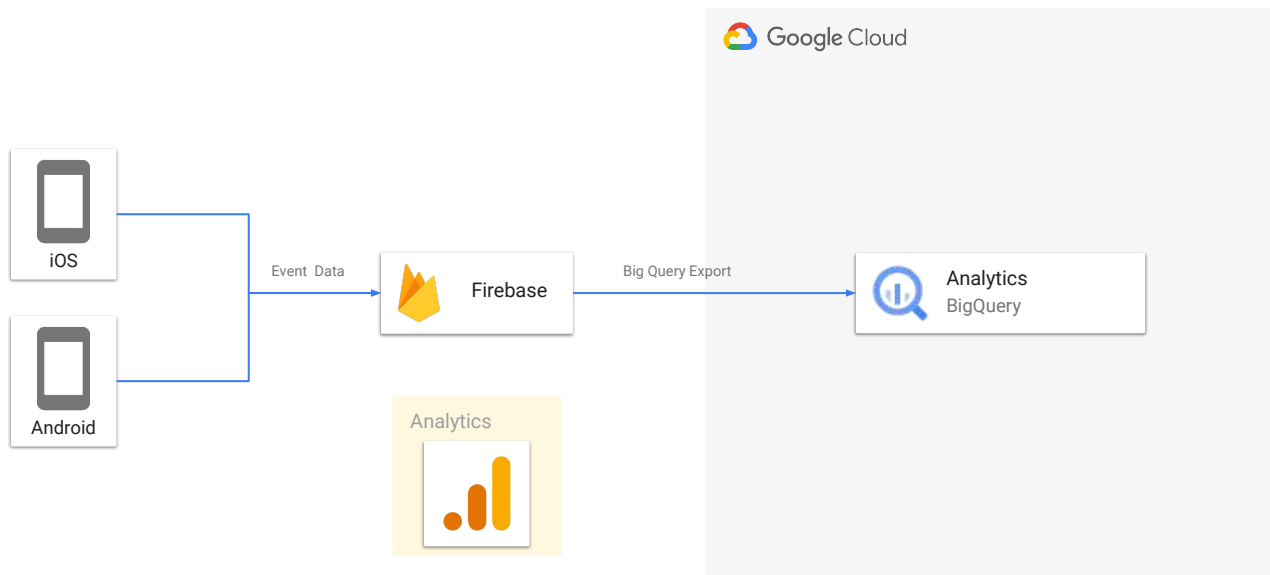 Google Cloud
iOS
Event Data
Firebase
Big Query Export
Analytics
BigQuery
Android
Analytics